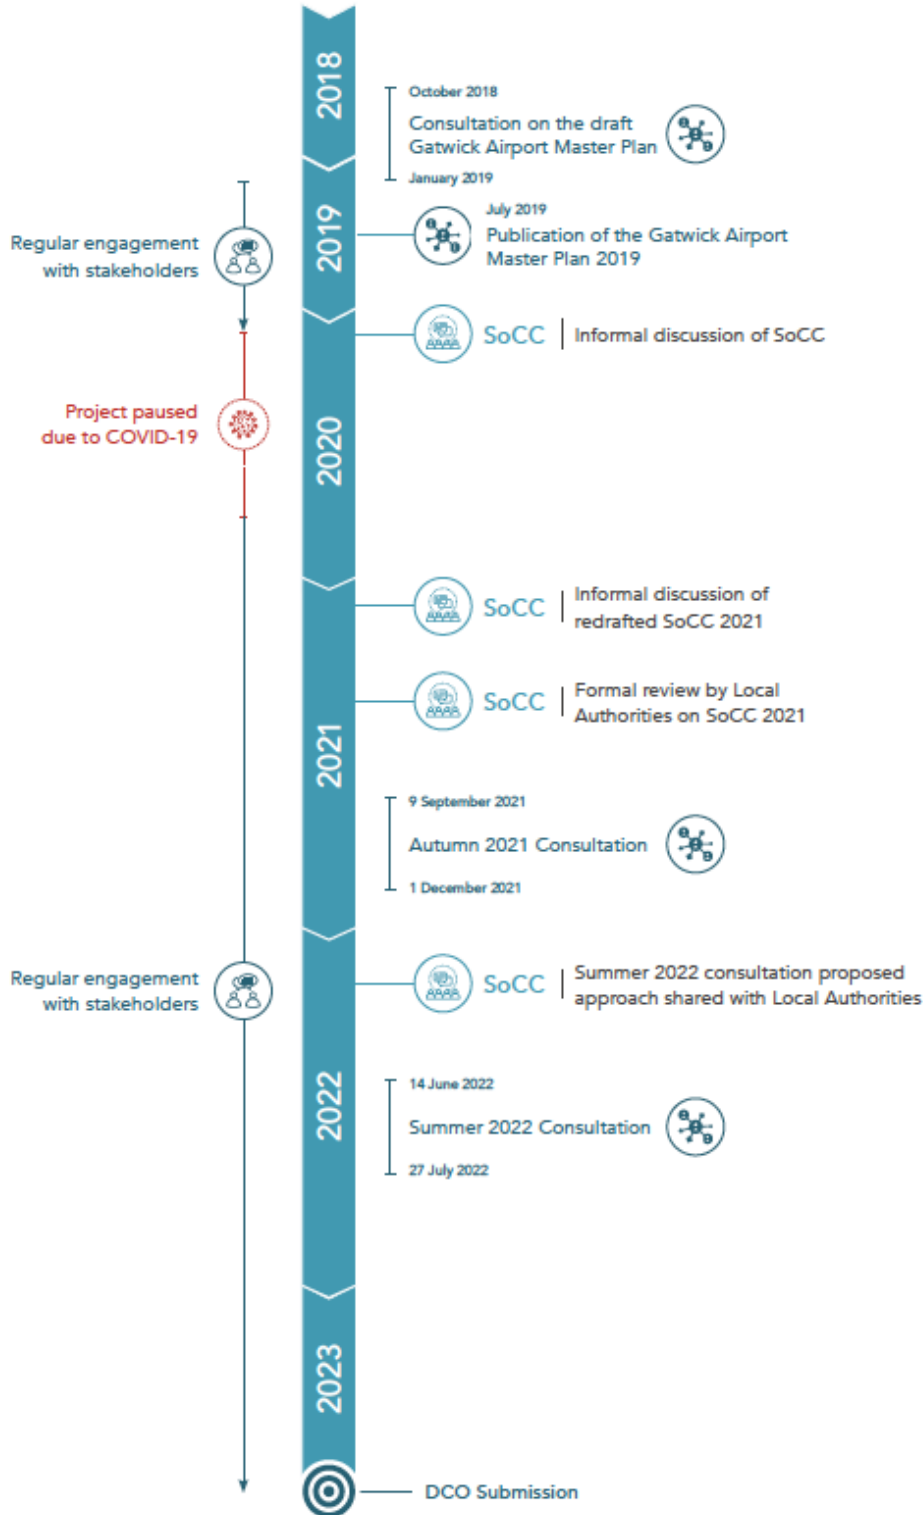 2018
October 2018
Consultation on the draft
Gatwick Airport Master Plan
January 2019
2019
Regular engagement
with stakeholders
July 2019
Publication of the Gatwick Airport
Master Plan 2019
SoCC
Informal discussion of SoCC
Project paused
due to COVID-19
2020
SoCC
Informal discussion of
redrafted SoCC 2021
SoCC
Formal review by Local
Authorities on SoCC 2021
2021
9 September 2021
Autumn 2021 Consultation
1 December 2021
Regular engagement
with stakeholders
SoCC
Summer 2022 consultation proposed
approach shared with Local Authorities
2022
14 June 2022
Summer 2022 Consultation
27 July 2022
2023
DCO Submission